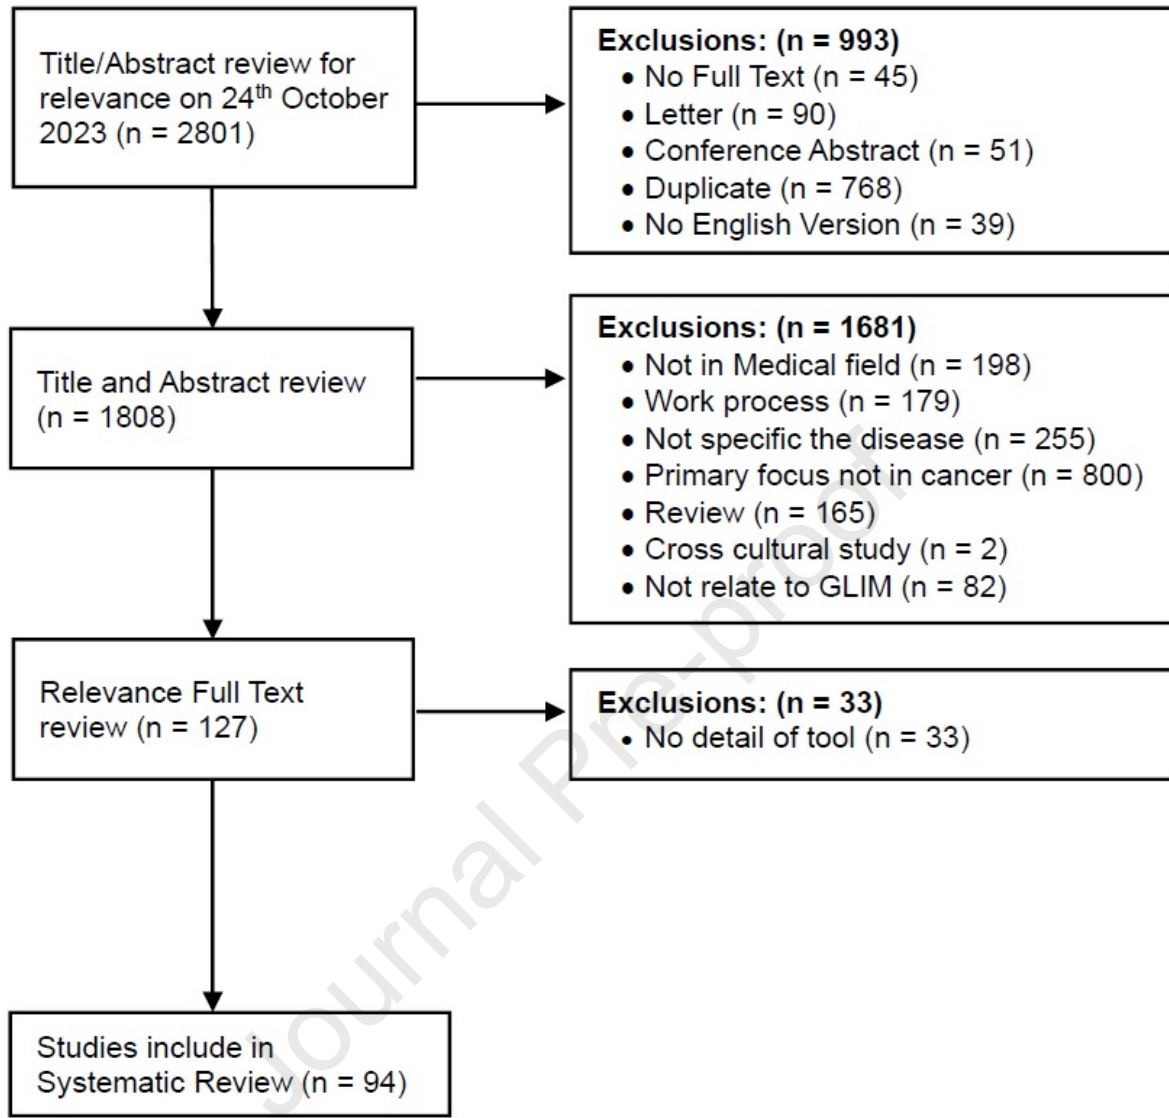 Title/Abstract review for
relevance on 24th October
2023 (n = 2801)
Exclusions: (n = 993)
• No Full Text (n = 45)
• Letter (n = 90)
• Conference Abstract (n = 51)
• Duplicate (n = 768)
• No English Version (n = 39)
Title and Abstract review
(n = 1808)
Exclusions: (n = 1681)
• Not in Medical field (n = 198)
• Work process (n = 179)
• Not specific the disease (n = 255)
• Primary focus not in cancer (n = 800)
• Review (n = 165)
• Cross cultural study (n = 2)
• Not relate to GLIM (n = 82)
Relevance Full Text
review (n = 127)
Exclusions: (n = 33)
• No detail of tool (n = 33)
Studies include in
Systematic Review (n = 94)
Journal Pre-proof